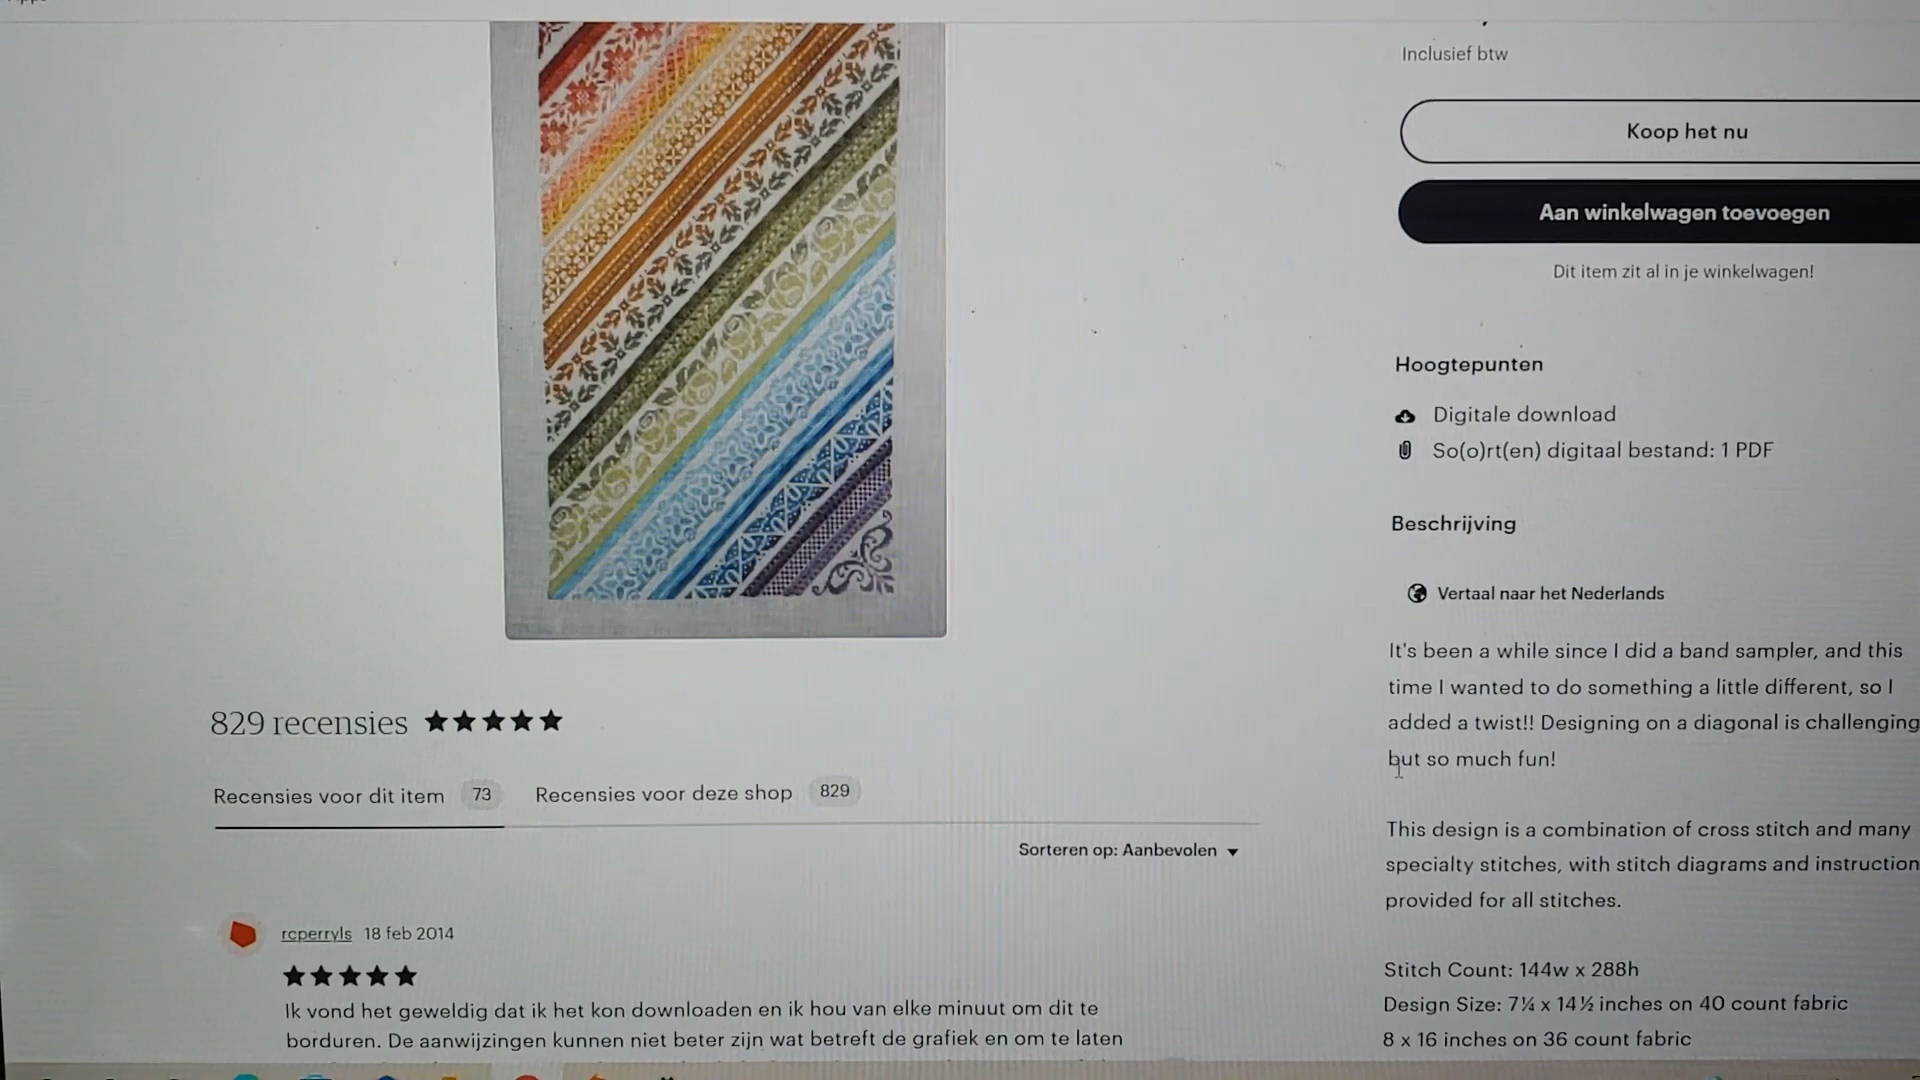 Inclusief btw
Koop het nu
Aan winkelwagen toevoegen
Dit item zit al in je winkelwagen!
Hoogtepunten
Digitale download
So(o)rt(en) digitaal bestand: 1 PDF
Beschrijving
Vertaal naar het Nederlands
It's been a while since I did a band sampler, and this
time I wanted to do something a little different, so I
added a twist!! Designing on a diagonal is challenging
but so much fun!
This design is a combination of cross stitch and many
specialty stitches, with stitch diagrams and instruction
provided for all stitches.
Stitch Count: 144w x 288h
Design Size: 7¼ x 14½ inches on 40 count fabric
8 x 16 inches on 36 count fabric
829 recensies
Recensies voor dit item 73 Recensies voor deze shop 829
Sorteren op: Aanbevolen
rcperryls 18 feb 2014
Ik vond het geweldig dat ik het kon downloaden en ik hou van elke minuut om dit te
borduren. De aanwijzingen kunnen niet beter zijn wat betreft de grafiek en om te laten